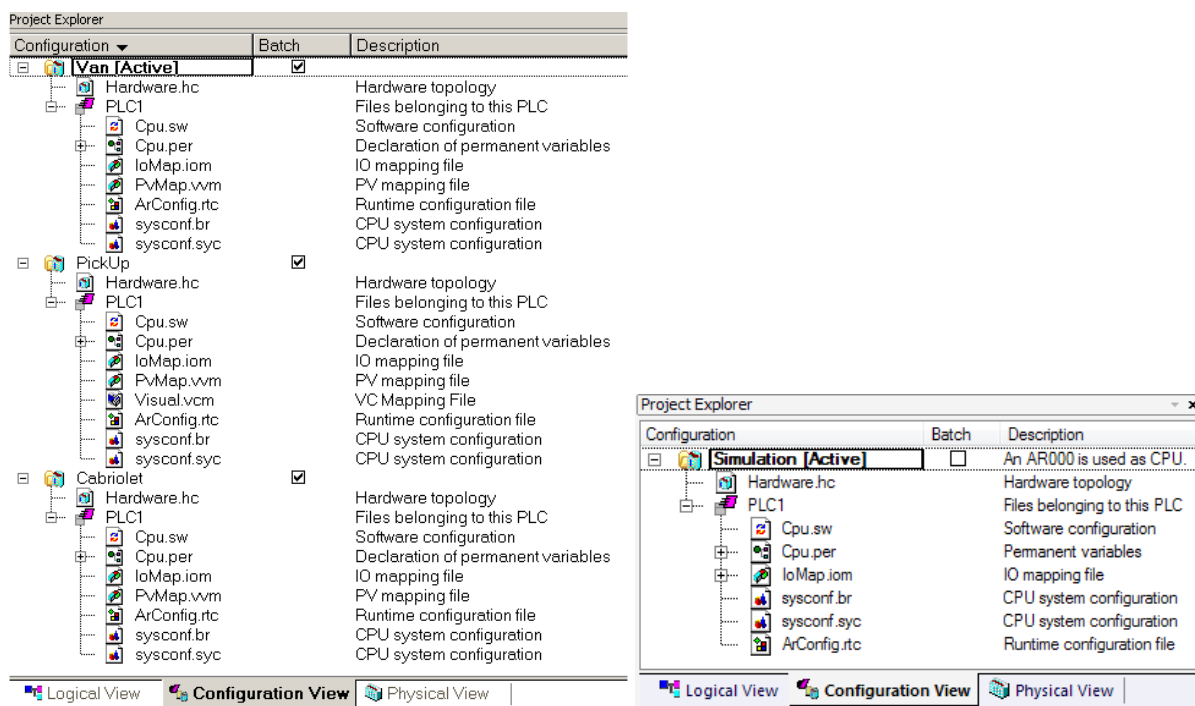 Project Explorer
Configuration Batch Description
Van [Active]
Hardware.hc Hardware topology
PLC1 Files belonging to this PLC
Cpu.sw Software configuration
Cpu.per Declaration of permanent variables
IoMap.iom IO mapping file
PvMap.vvm PV mapping file
ArConfig.rtc Runtime configuration file
sysconf.br CPU system configuration
sysconf.syc CPU system configuration
PickUp
Hardware.hc Hardware topology
PLC1 Files belonging to this PLC
Cpu.sw Software configuration
Cpu.per Declaration of permanent variables
IoMap.iom IO mapping file
PvMap.vvm PV mapping file
Visual.vcm VC Mapping File
ArConfig.rtc Runtime configuration file
sysconf.br CPU system configuration
sysconf.syc CPU system configuration
Cabriolet
Hardware.hc Hardware topology
PLC1 Files belonging to this PLC
Cpu.sw Software configuration
Cpu.per Declaration of permanent variables
IoMap.iom IO mapping file
PvMap.vvm PV mapping file
ArConfig.rtc Runtime configuration file
sysconf.br CPU system configuration
sysconf.syc CPU system configuration
Logical View Configuration View Physical View
Project Explorer
Configuration Batch Description
Simulation [Active] An AR000 is used as CPU.
Hardware.hc Hardware topology
PLC1 Files belonging to this PLC
Cpu.sw Software configuration
Cpu.per Permanent variables
IoMap.iom IO mapping file
sysconf.br CPU system configuration
sysconf.syc CPU system configuration
ArConfig.rtc Runtime configuration file
Logical View Configuration View Physical View